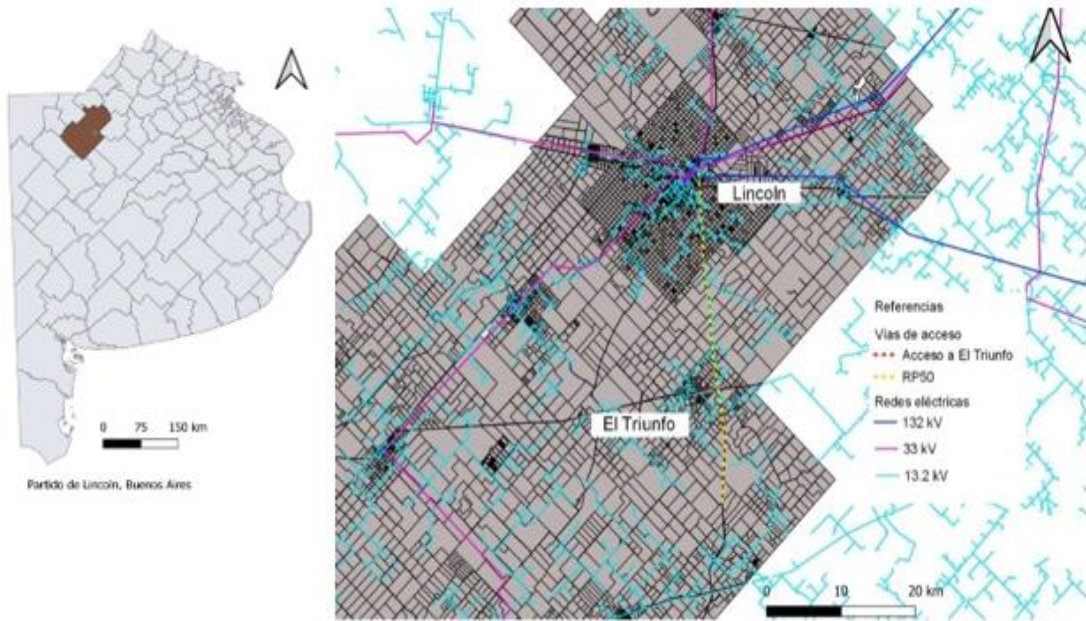 0 75 150 km
Partido de Lincoln, Buenos Aires
Lincoln
El Triunfo
Referencias
Vías de acceso
Acceso a El Triunfo
RP50
Redes eléctricas
132 kV
33 kV
13.2 kV
0 10 20 km